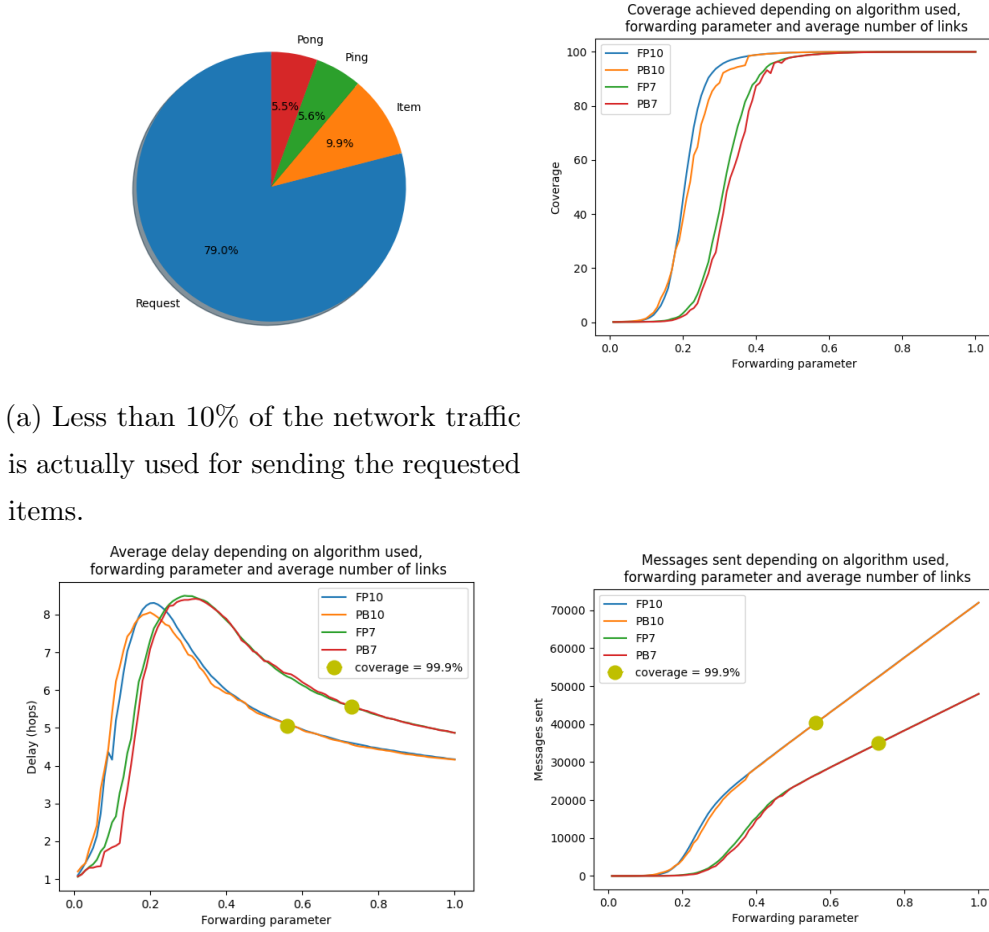 Pong
Ping
Item
Request
5.5%
5.6%
9.9%
79.0%
Coverage achieved depending on algorithm used,
forwarding parameter and average number of links
FP10
PB10
FP7
PB7
100
80
60
40
20
0
Coverage
0.0 0.2 0.4 0.6 0.8 1.0
Forwarding parameter
(a) Less than 10% of the network traffic
is actually used for sending the requested
items.
Average delay depending on algorithm used,
forwarding parameter and average number of links
FP10
PB10
FP7
PB7
coverage = 99.9%
8
7
6
5
4
3
2
1
Delay (hops)
0.0 0.2 0.4 0.6 0.8 1.0
Forwarding parameter
Messages sent depending on algorithm used,
forwarding parameter and average number of links
FP10
PB10
FP7
PB7
coverage = 99.9%
70000
60000
50000
40000
30000
20000
10000
0
Messages sent
0.0 0.2 0.4 0.6 0.8 1.0
Forwarding parameter